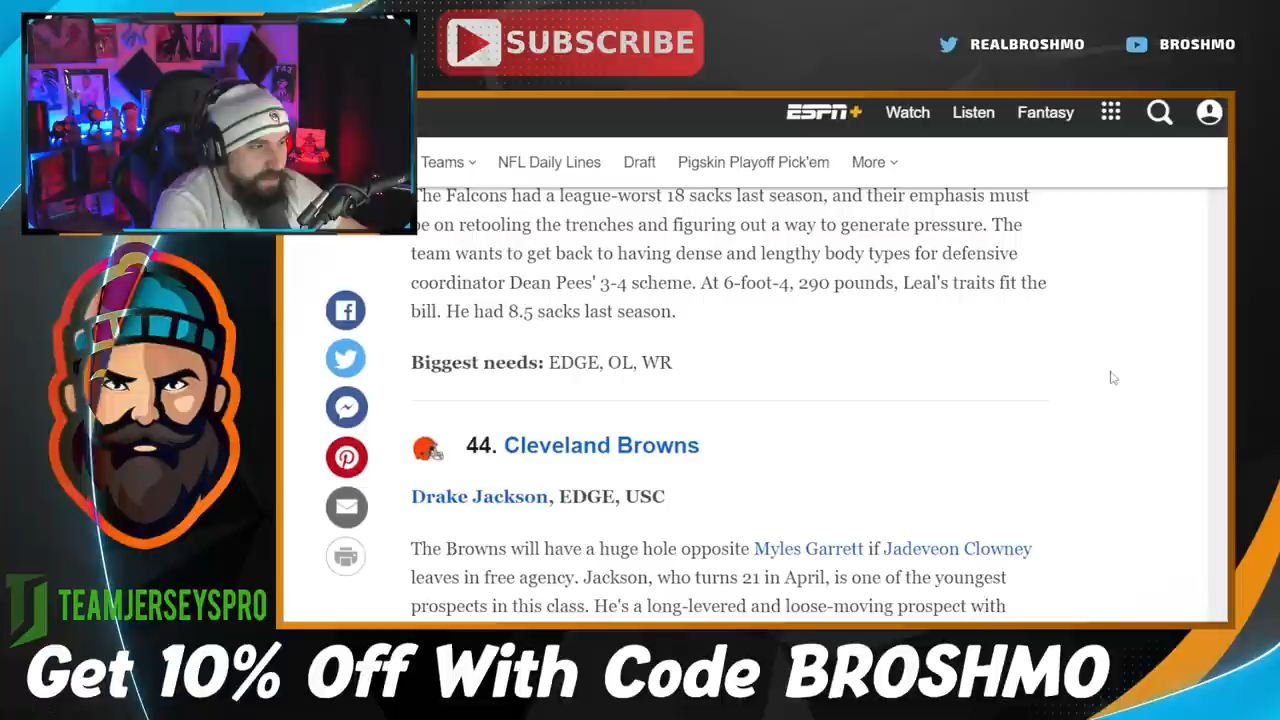 SUBSCRIBE
REALBROSHMO
BROSHMO
ESPN+
Watch
Listen
Fantasy
Teams
NFL Daily Lines
Draft
Pigskin Playoff Pick'em
More
The Falcons had a league-worst 18 sacks last season, and their emphasis must
be on retooling the trenches and figuring out a way to generate pressure. The
team wants to get back to having dense and lengthy body types for defensive
coordinator Dean Pees' 3-4 scheme. At 6-foot-4, 290 pounds, Leal's traits fit the
bill. He had 8.5 sacks last season.
Biggest needs: EDGE, OL, WR
44. Cleveland Browns
Drake Jackson, EDGE, USC
The Browns will have a huge hole opposite Myles Garrett if Jadeveon Clowney
leaves in free agency. Jackson, who turns 21 in April, is one of the youngest
prospects in this class. He's a long-levered and loose-moving prospect with
TJ TEAMJERSEYSPRO
Get 10% Off With Code BROSHMO